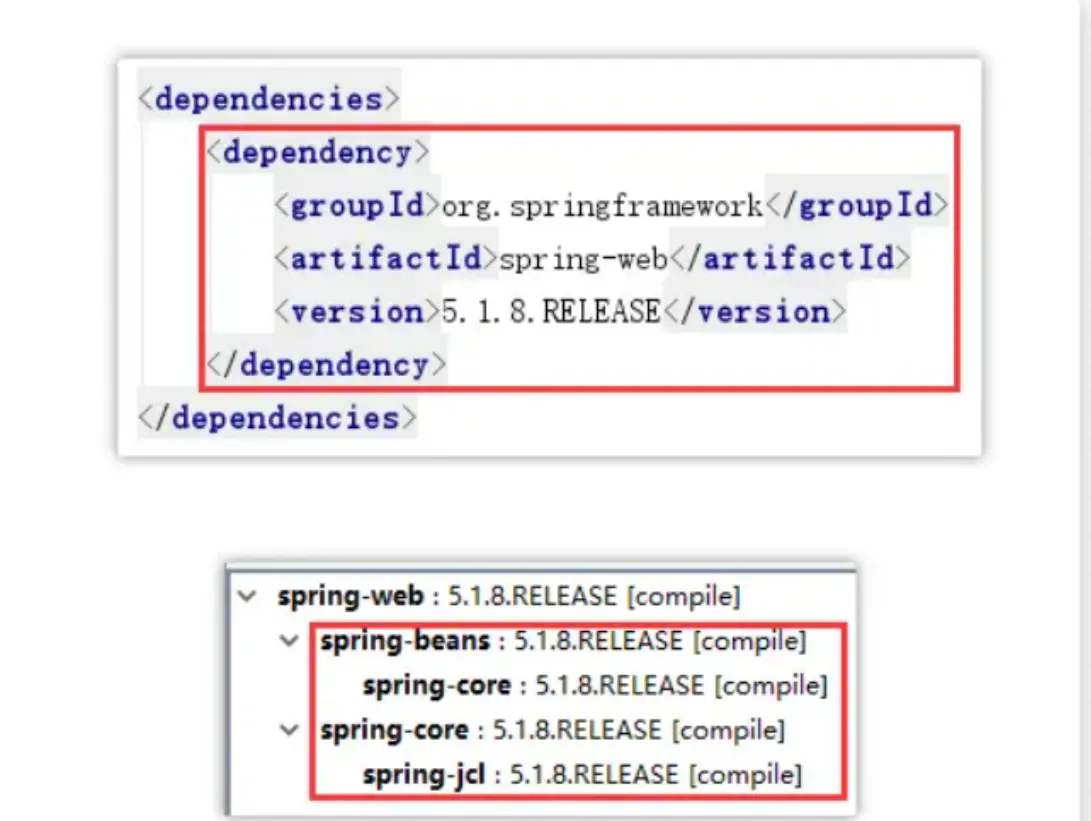 <dependencies>
<dependency>
<groupId>org.springframework</groupId>
<artifactId>spring-web</artifactId>
<version>5.1.8.RELEASE</version>
</dependency>
</dependencies>
spring-web : 5.1.8.RELEASE [compile]
spring-beans : 5.1.8.RELEASE [compile]
spring-core : 5.1.8.RELEASE [compile]
spring-core : 5.1.8.RELEASE [compile]
spring-jcl : 5.1.8.RELEASE [compile]